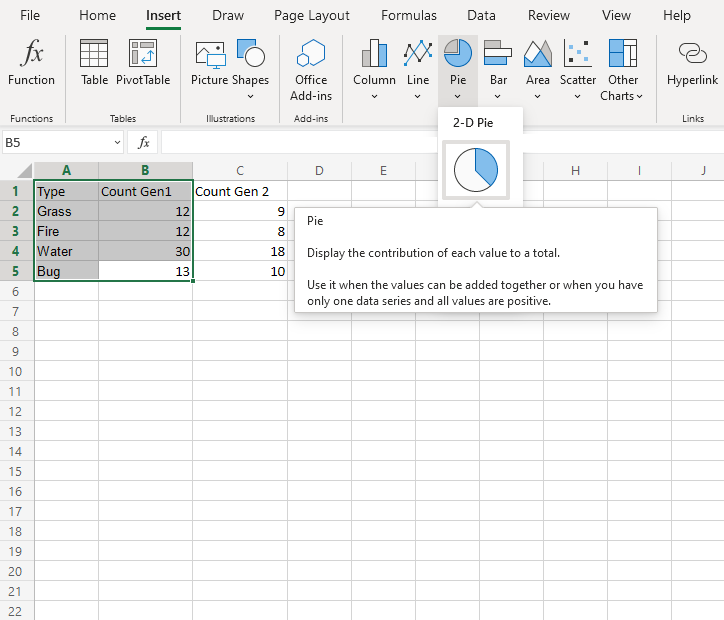 File Home Insert Draw Page Layout Formulas Data Review View Help
Function Table PivotTable Picture Shapes Office Add-ins Column Line Pie Bar Area Scatter Other Charts Hyperlink
Functions Tables Illustrations Add-ins Links
2-D Pie
B5 fx
A B C D E H I J
1 Type Count Gen1 Count Gen 2
2 Grass 12 9
3 Fire 12 8
4 Water 30 18
5 Bug 13 10
Pie
Display the contribution of each value to a total.
Use it when the values can be added together or when you have
only one data series and all values are positive.
6
7
8
9
10
11
12
13
14
15
16
17
18
19
20
21
22